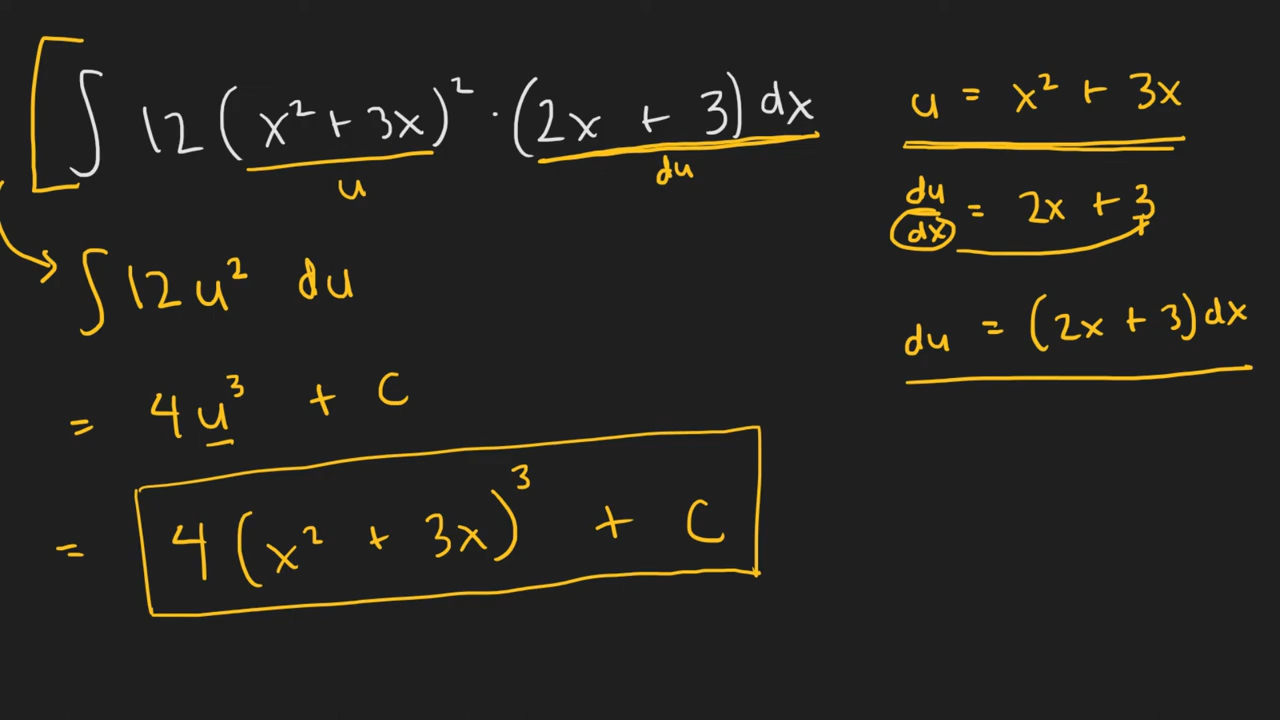 ∫ 12 (x² + 3x)² · (2x + 3) dx
u
du
∫ 12u² du
= 4u³ + C
= 4(x² + 3x)³ + C
u = x² + 3x
du/dx = 2x + 3
du = (2x + 3)dx